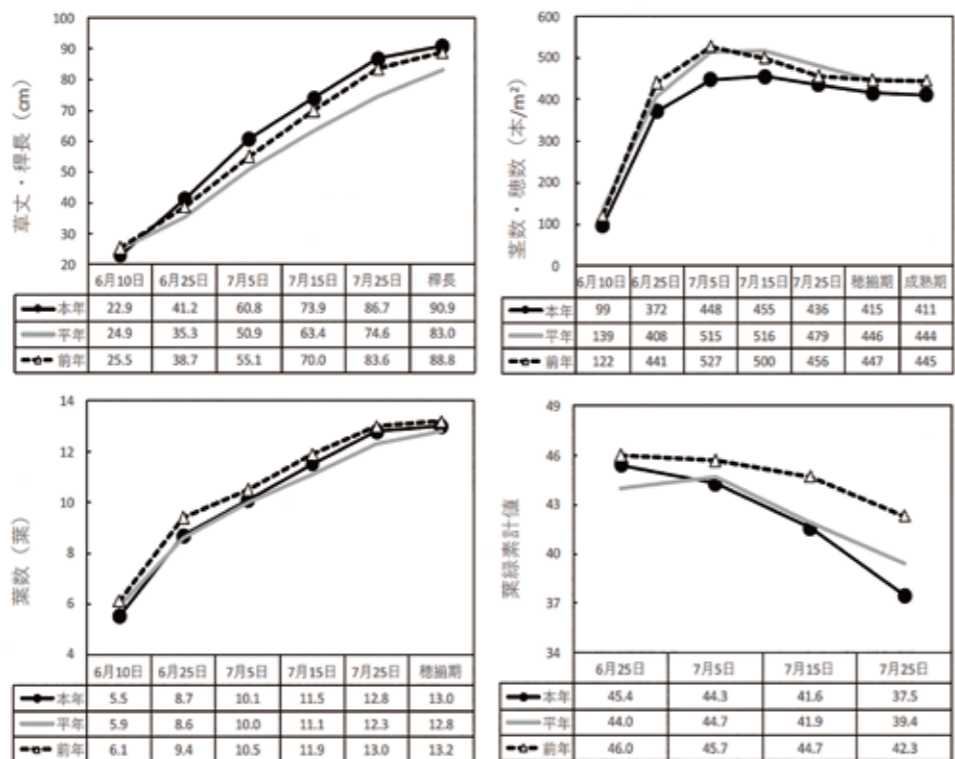 草丈・稈長（cm）
100
90
80
70
60
50
40
30
20
6月10日 6月25日 7月5日 7月15日 7月25日 稈長
本年 22.9 41.2 60.8 73.9 86.7 90.9
平年 24.9 35.3 50.9 63.4 74.6 83.0
前年 25.5 38.7 55.1 70.0 83.6 88.8
茎数・穂数（本/m²）
600
500
400
300
200
100
0
6月10日 6月25日 7月5日 7月15日 7月25日 穂揃期 成熟期
本年 99 372 448 455 436 415 411
平年 139 408 515 516 479 446 444
前年 122 441 527 500 456 447 445
葉数（葉）
14
12
10
8
6
4
6月10日 6月25日 7月5日 7月15日 7月25日 穂揃期
本年 5.5 8.7 10.1 11.5 12.8 13.0
平年 5.9 8.6 10.0 11.1 12.3 12.8
前年 6.1 9.4 10.5 11.9 13.0 13.2
葉緑素計値
49
46
43
40
37
34
6月25日 7月5日 7月15日 7月25日
本年 45.4 44.3 41.6 37.5
平年 44.0 44.7 41.9 39.4
前年 46.0 45.7 44.7 42.3